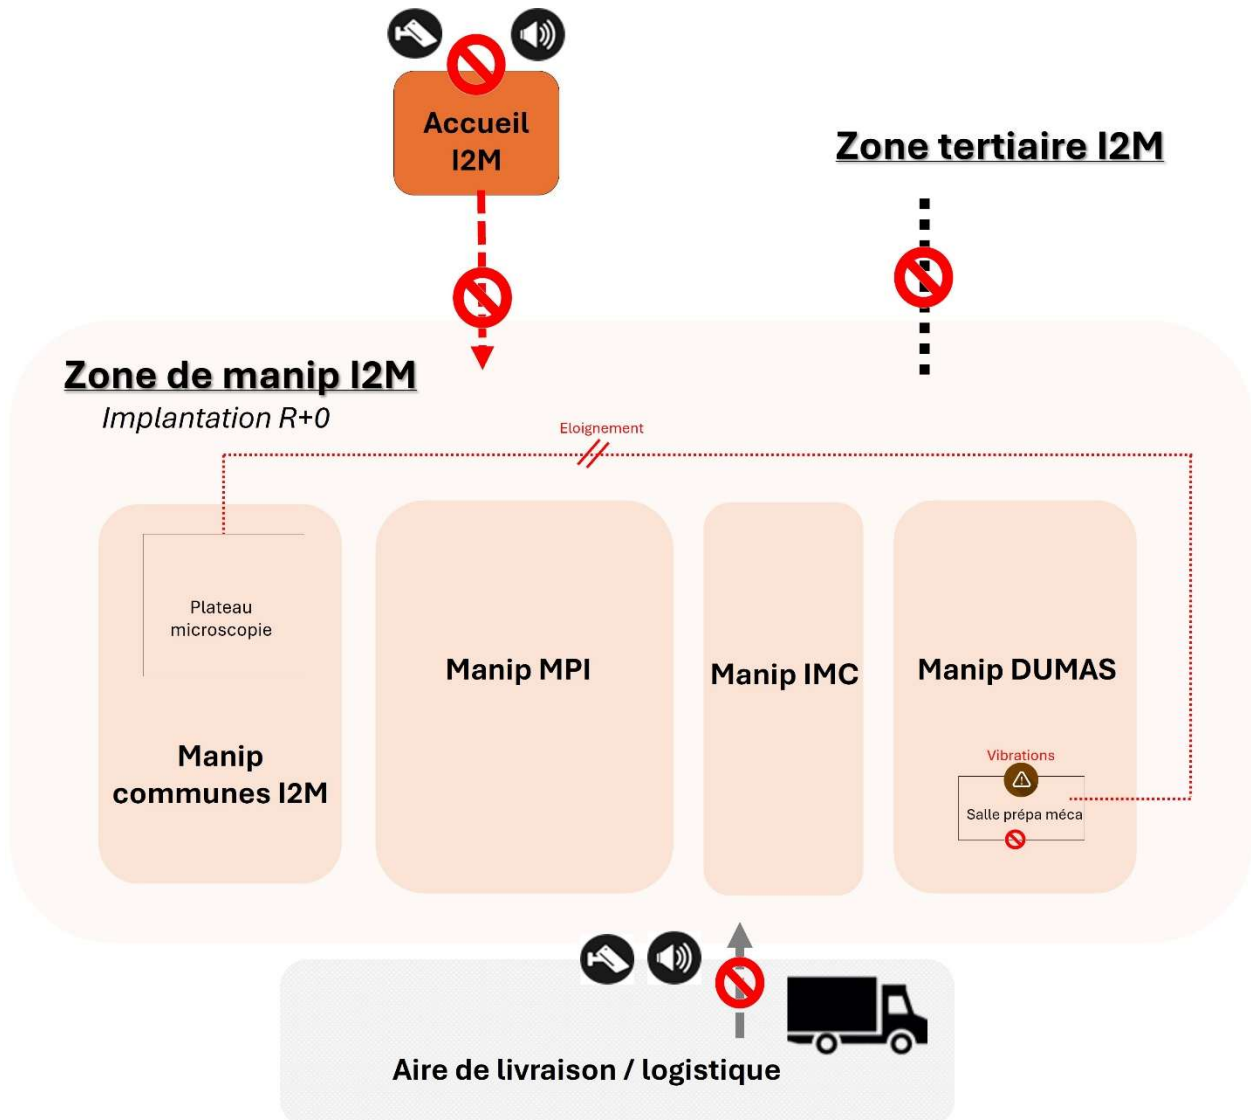 Accueil
I2M
Zone tertiaire I2M
Zone de manip I2M
Implantation R+0
Eloignement
Plateau
microscopie
Manip
communes I2M
Manip MPI
Manip IMC
Manip DUMAS
Vibrations
Salle prépa méca
Aire de livraison / logistique